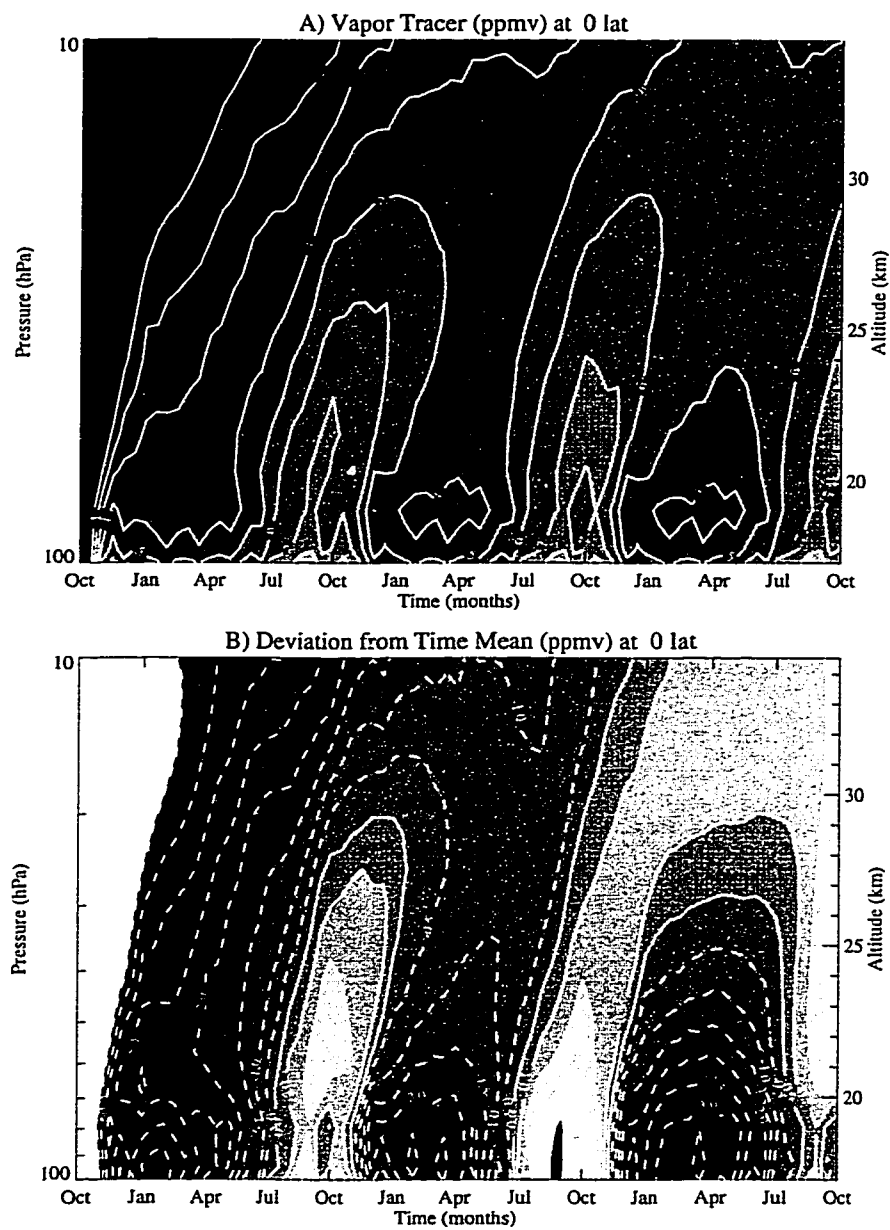 A) Vapor Tracer (ppmv) at 0 lat
10
100
Pressure (hPa)
30
25
20
Altitude (km)
Oct Jan Apr Jul Oct Jan Apr Jul Oct Jan Apr Jul Oct
Time (months)
B) Deviation from Time Mean (ppmv) at 0 lat
10
100
Pressure (hPa)
30
25
20
Altitude (km)
Oct Jan Apr Jul Oct Jan Apr Jul Oct Jan Apr Jul Oct
Time (months)